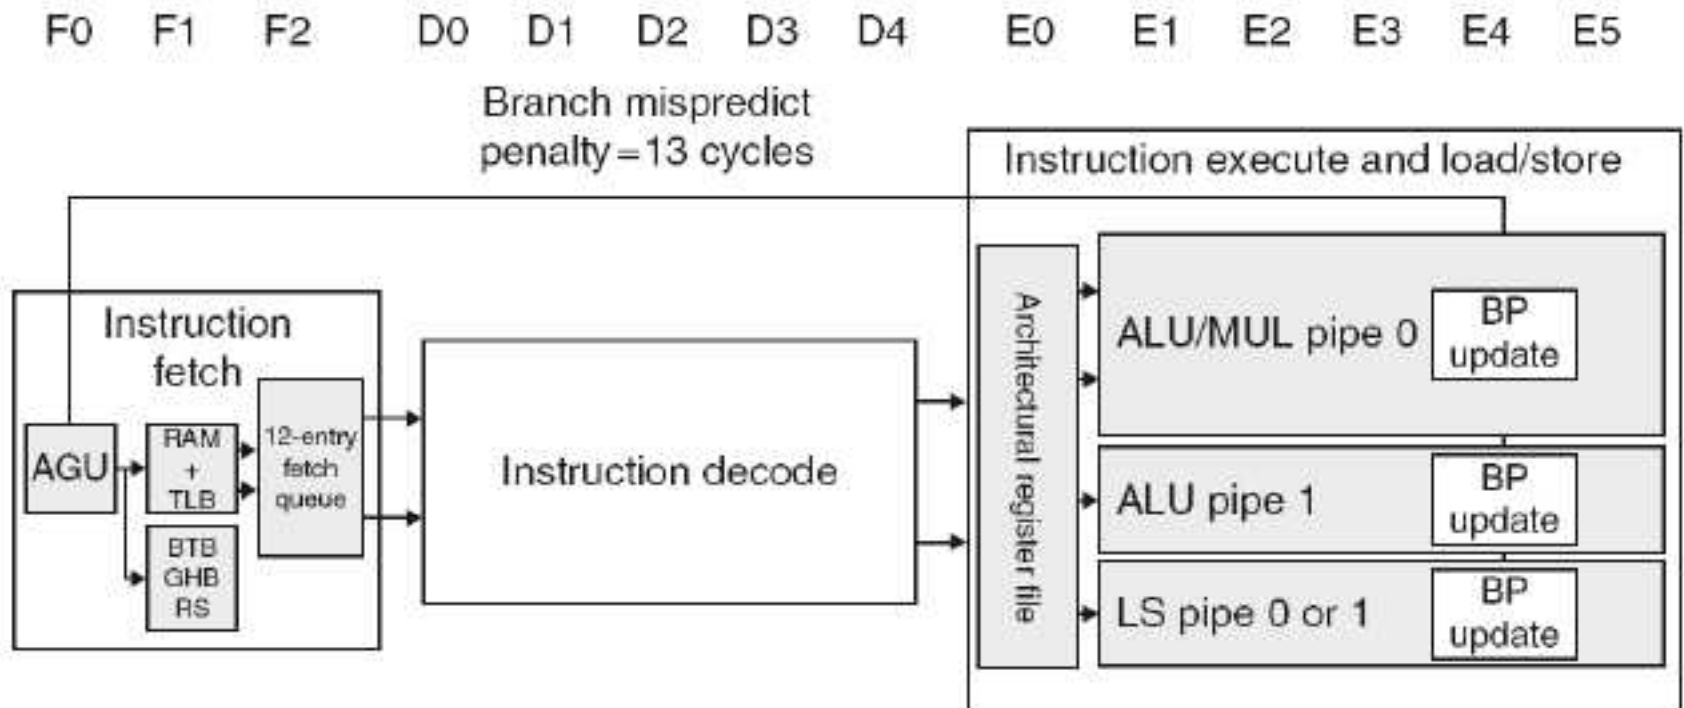 F0 F1 F2 D0 D1 D2 D3 D4 E0 E1 E2 E3 E4 E5
Branch mispredict
penalty=13 cycles
Instruction execute and load/store
Instruction
fetch
AGU
RAM
+
TLB
BTB
GHB
RS
12-entry
fetch
queue
Instruction decode
Architectural register file
ALU/MUL pipe 0
BP
update
ALU pipe 1
BP
update
LS pipe 0 or 1
BP
update